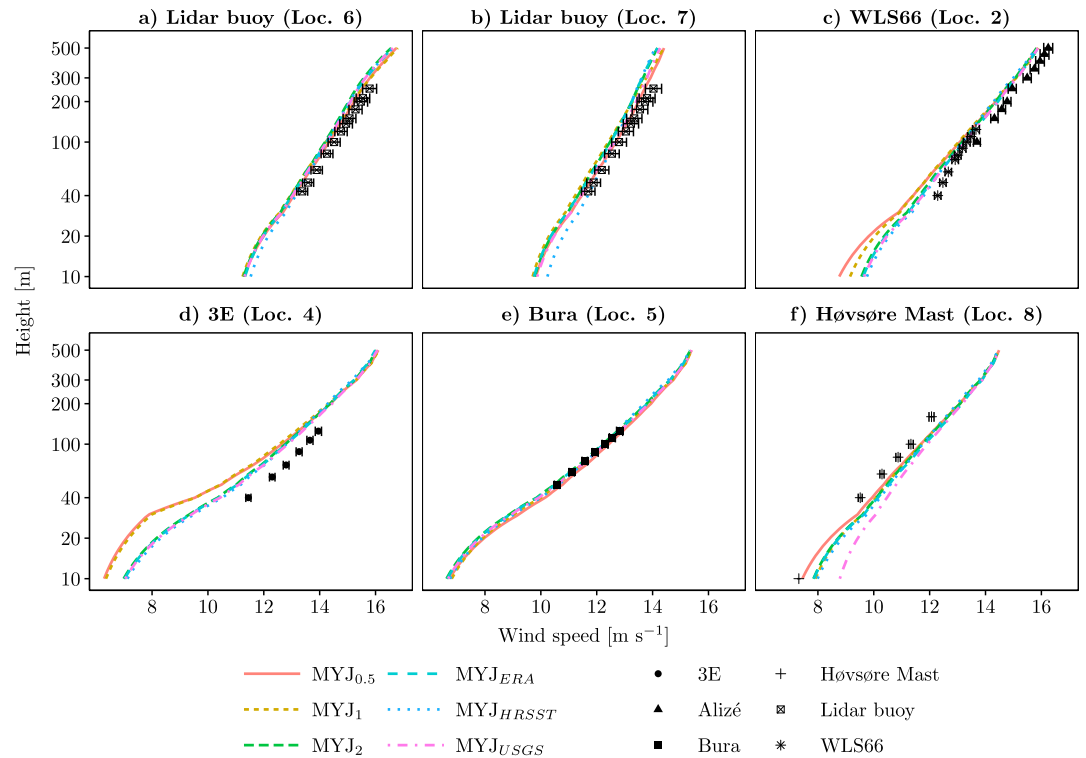 a) Lidar buoy (Loc. 6)
b) Lidar buoy (Loc. 7)
c) WLS66 (Loc. 2)
500
300
200
100
40
20
10
d) 3E (Loc. 4)
e) Bura (Loc. 5)
f) Høvsøre Mast (Loc. 8)
500
300
200
100
40
20
10
Height [m]
8 10 12 14 16
8 10 12 14 16
8 10 12 14 16
Wind speed [m s⁻¹]
MYJ₀.₅ MYJ_ERA 3E Høvsøre Mast
MYJ₁ MYJ_HRSST Alizé Lidar buoy
MYJ₂ MYJ_USGS Bura WLS66